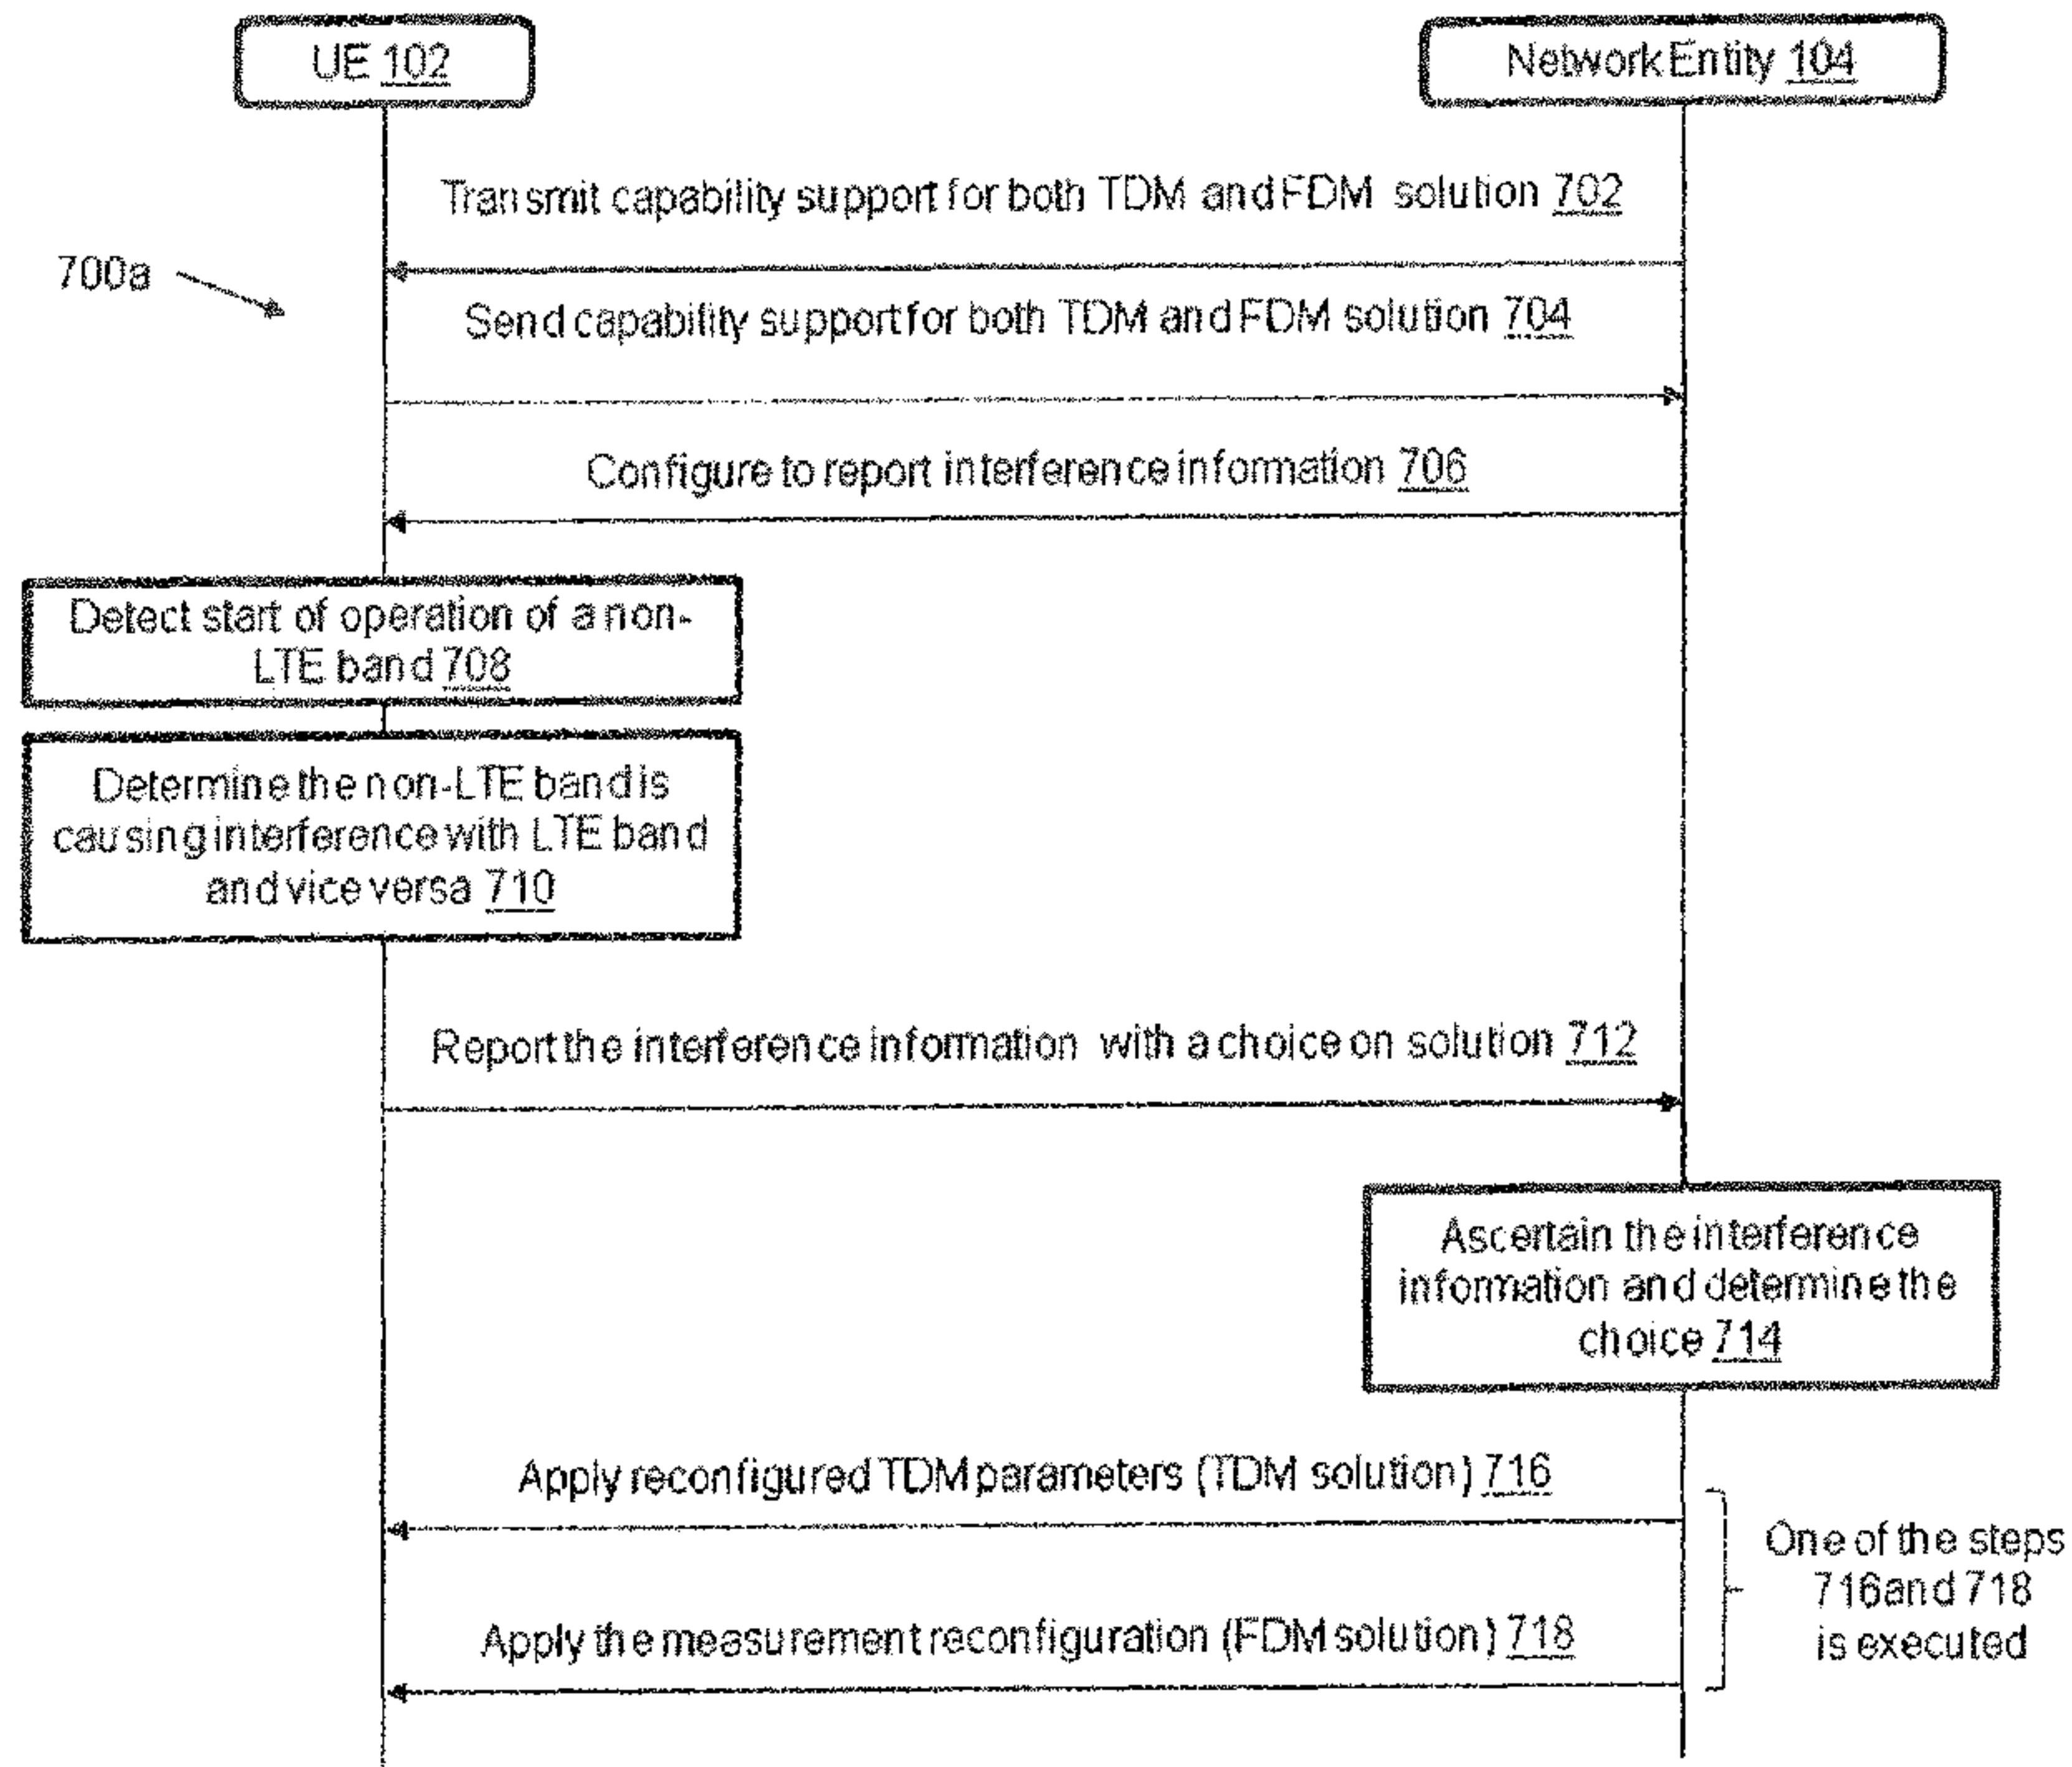 UE 102
Network Entity 104
Transmit capability support for both TDM and FDM solution 702
700a
Send capability support for both TDM and FDM solution 704
Configure to report interference information 706
Detect start of operation of a non-
LTE band 708
Determine the non-LTE band is
causing interference with LTE band
and vice versa 710
Report the interference information with a choice on solution 712
Ascertain the interference
information and determine the
choice 714
Apply reconfigured TDM parameters (TDM solution) 716
One of the steps
716 and 718
is executed
Apply the measurement reconfiguration (FDM solution) 718